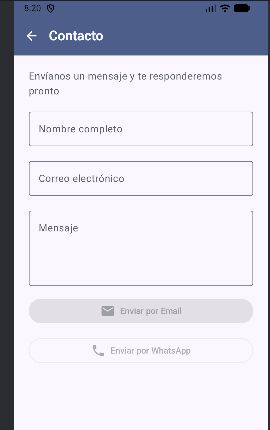 8:20
Contacto
Envíanos un mensaje y te responderemos
pronto
Nombre completo
Correo electrónico
Mensaje
Enviar por Email
Enviar por WhatsApp